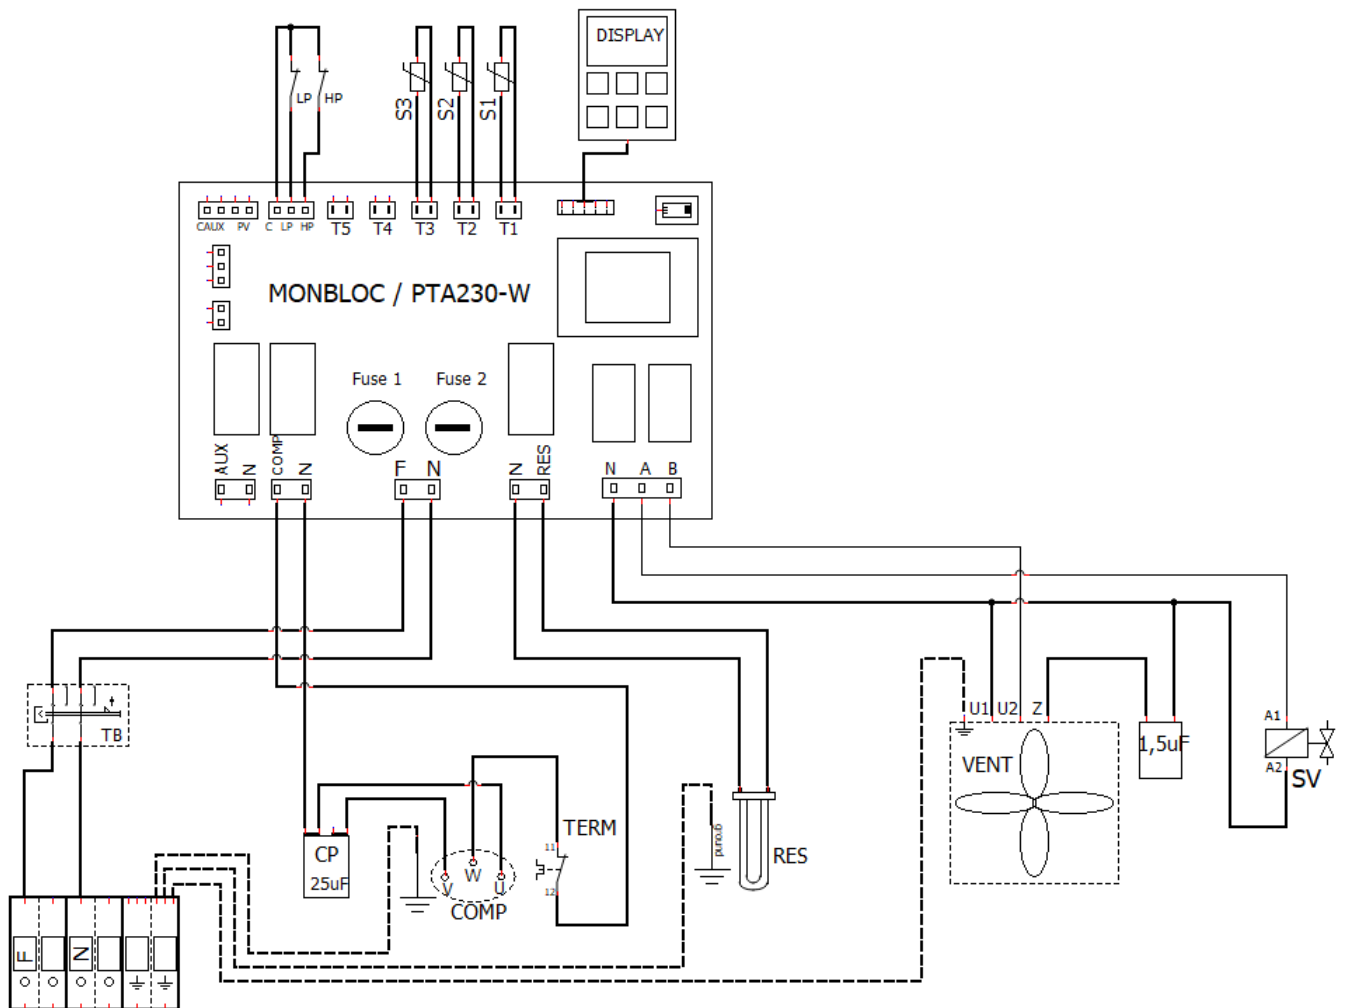 DISPLAY
LP HP
S3
S2
S1
CAUX PV C LP HP T5 T4 T3 T2 T1
MONBLOC / PTA230-W
Fuse 1 Fuse 2
AUX
N
COMP
N
F N
N
RES
N A B
TB
U1 U2 Z
A1
1,5uF
VENT
A2
SV
TERM
11
12
ground
RES
CP
25uF
V W U
COMP
F
N